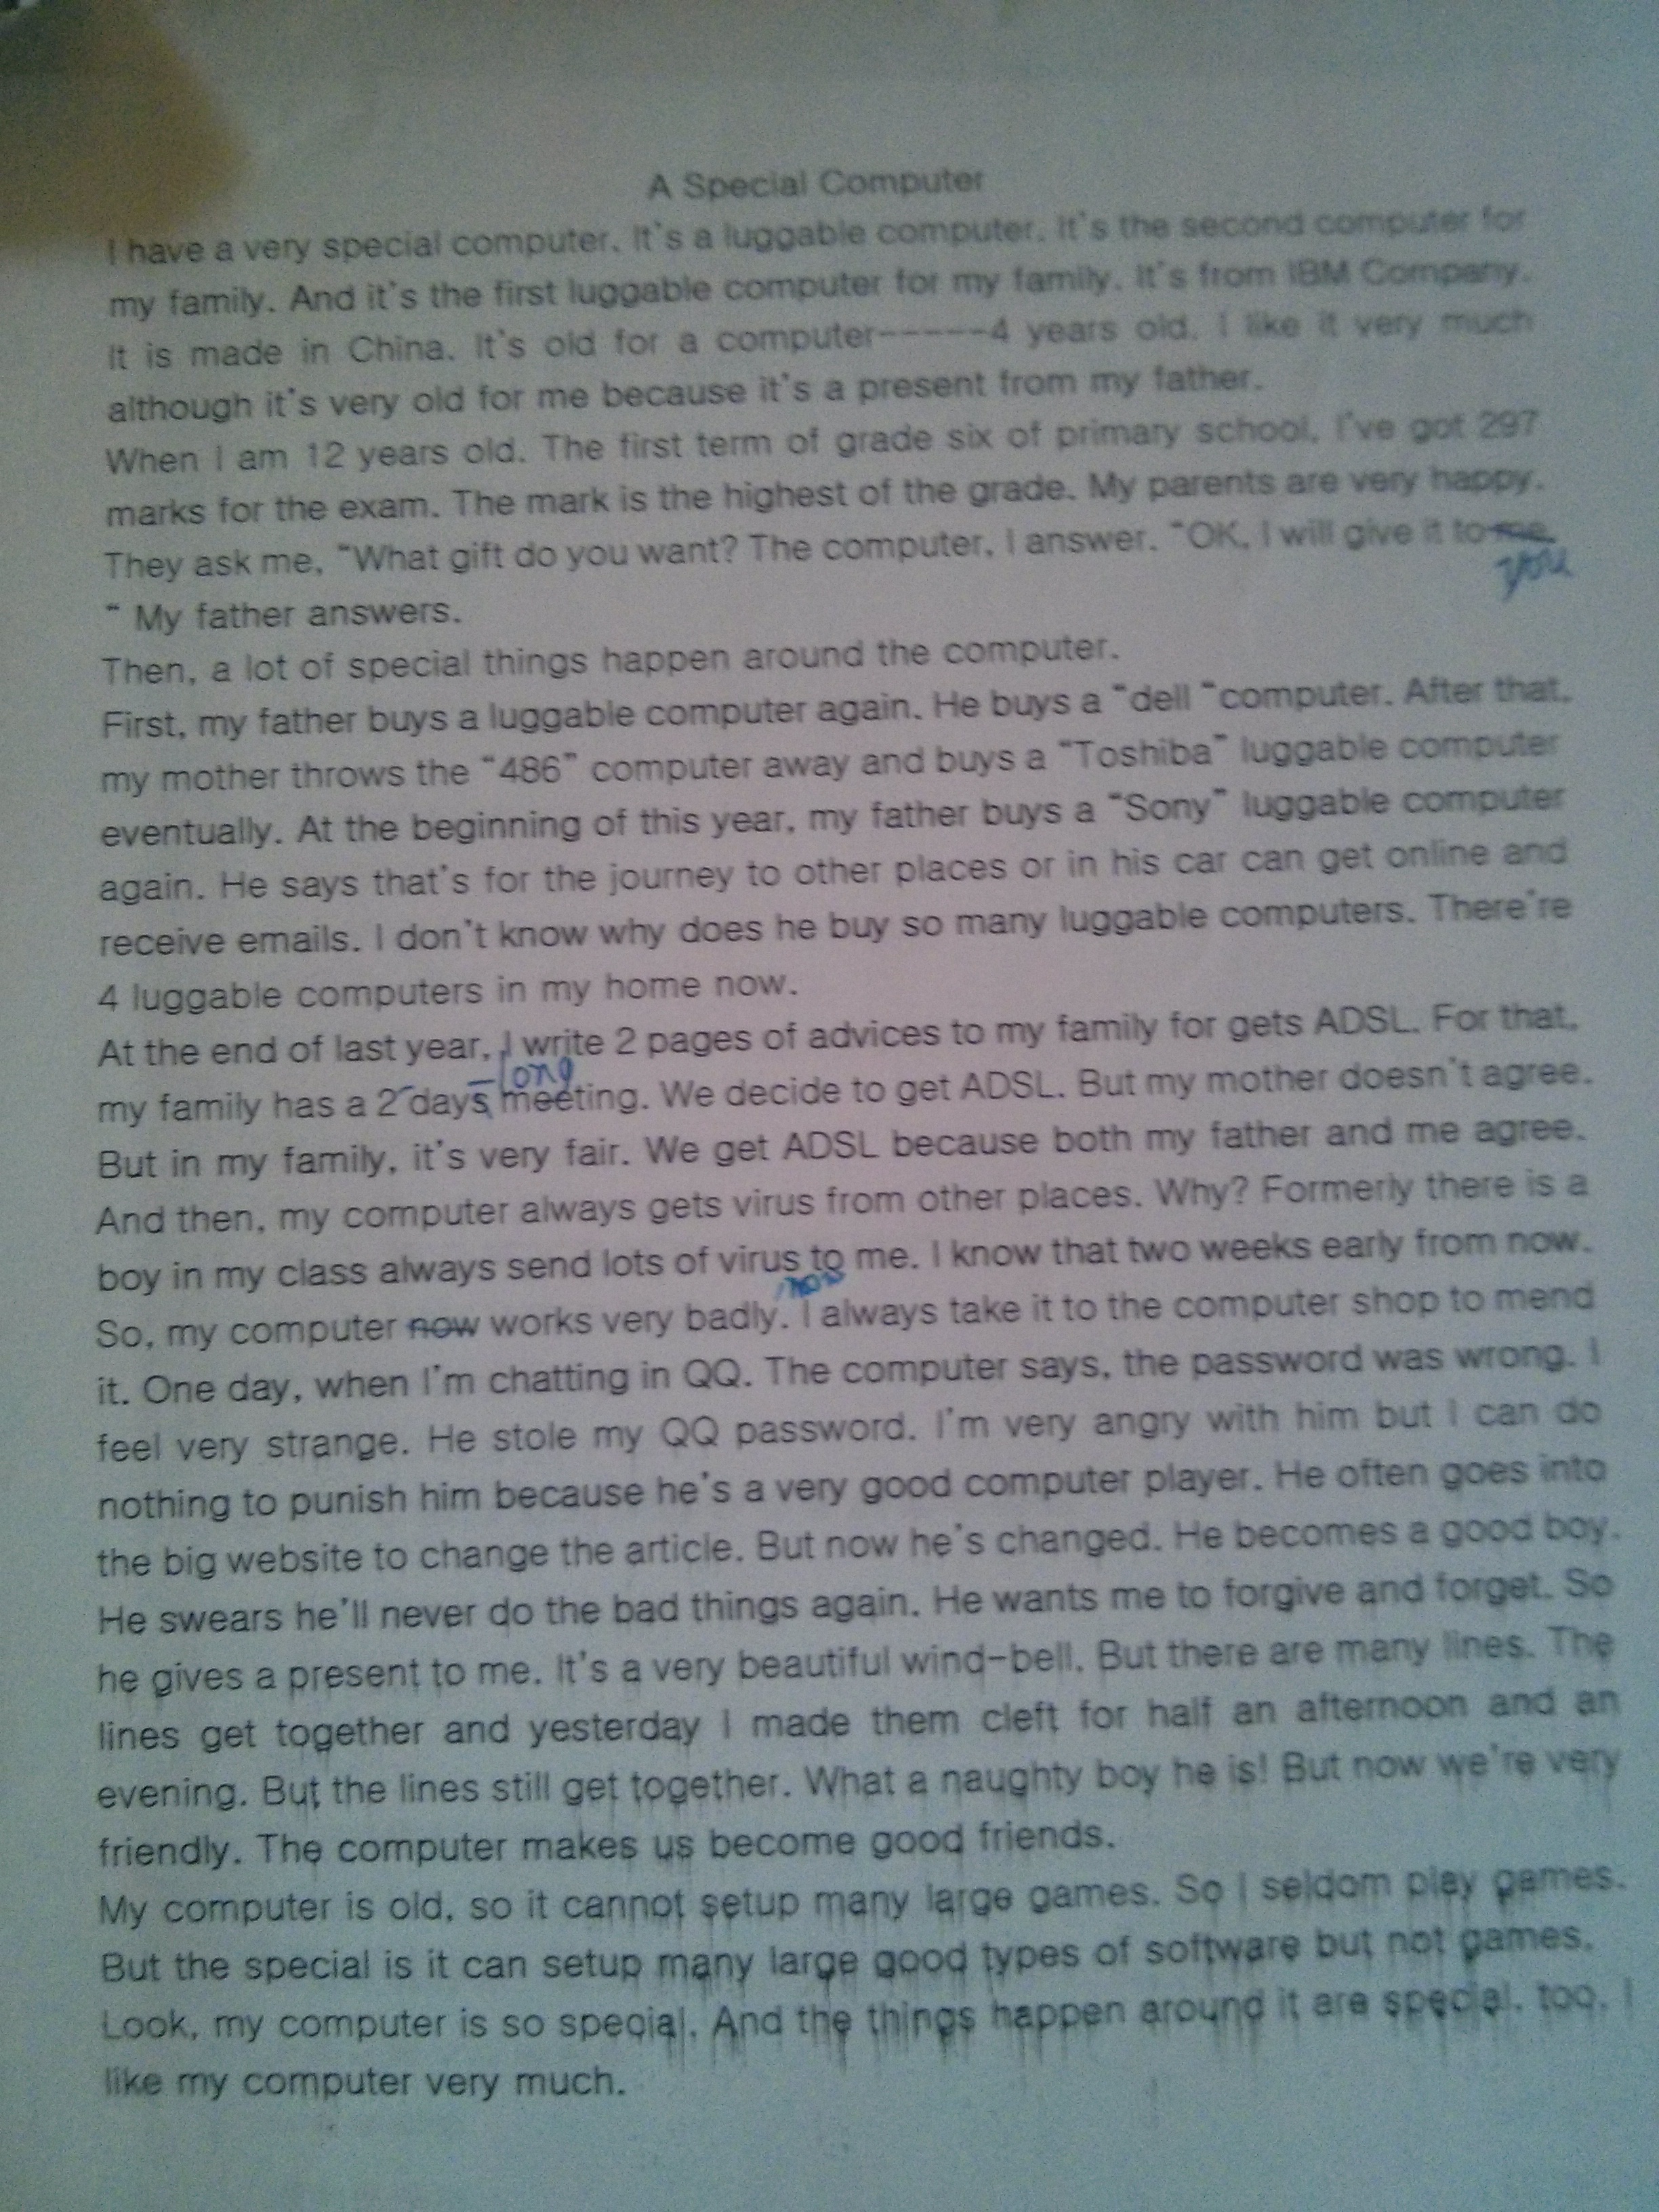 A Special Computer
I have a very special computer. It's a luggable computer. It's the second computer for
my family. And it's the first luggable computer for my family. It's from IBM Company.
It is made in China. It's old for a computer-----4 years old. I like it very much
although it's very old for me because it's a present from my father.
When I am 12 years old. The first term of grade six of primary school, I've got 297
marks for the exam. The mark is the highest of the grade. My parents are very happy.
They ask me, “What gift do you want? The computer, I answer. “OK, I will give it to me.
you
“ My father answers.
Then, a lot of special things happen around the computer.
First, my father buys a luggable computer again. He buys a “dell “computer. After that,
my mother throws the “486” computer away and buys a “Toshiba” luggable computer
eventually. At the beginning of this year, my father buys a “Sony” luggable computer
again. He says that's for the journey to other places or in his car can get online and
receive emails. I don't know why does he buy so many luggable computers. There're
4 luggable computers in my home now.
At the end of last year, I write 2 pages of advices to my family for gets ADSL. For that,
-long
my family has a 2-days meeting. We decide to get ADSL. But my mother doesn't agree.
But in my family, it's very fair. We get ADSL because both my father and me agree.
And then, my computer always gets virus from other places. Why? Formerly there is a
boy in my class always send lots of virus to me. I know that two weeks early from now.
now
So, my computer now works very badly. I always take it to the computer shop to mend
it. One day, when I'm chatting in QQ. The computer says, the password was wrong. I
feel very strange. He stole my QQ password. I'm very angry with him but I can do
nothing to punish him because he's a very good computer player. He often goes into
the big website to change the article. But now he's changed. He becomes a good boy.
He swears he'll never do the bad things again. He wants me to forgive and forget. So
he gives a present to me. It's a very beautiful wind-bell. But there are many lines. The
lines get together and yesterday I made them cleft for half an afternoon and an
evening. But the lines still get together. What a naughty boy he is! But now we're very
friendly. The computer makes us become good friends.
My computer is old, so it cannot setup many large games. So I seldom play games.
But the special is it can setup many large good types of software but not games.
Look, my computer is so special. And the things happen around it are special, too. I
like my computer very much.